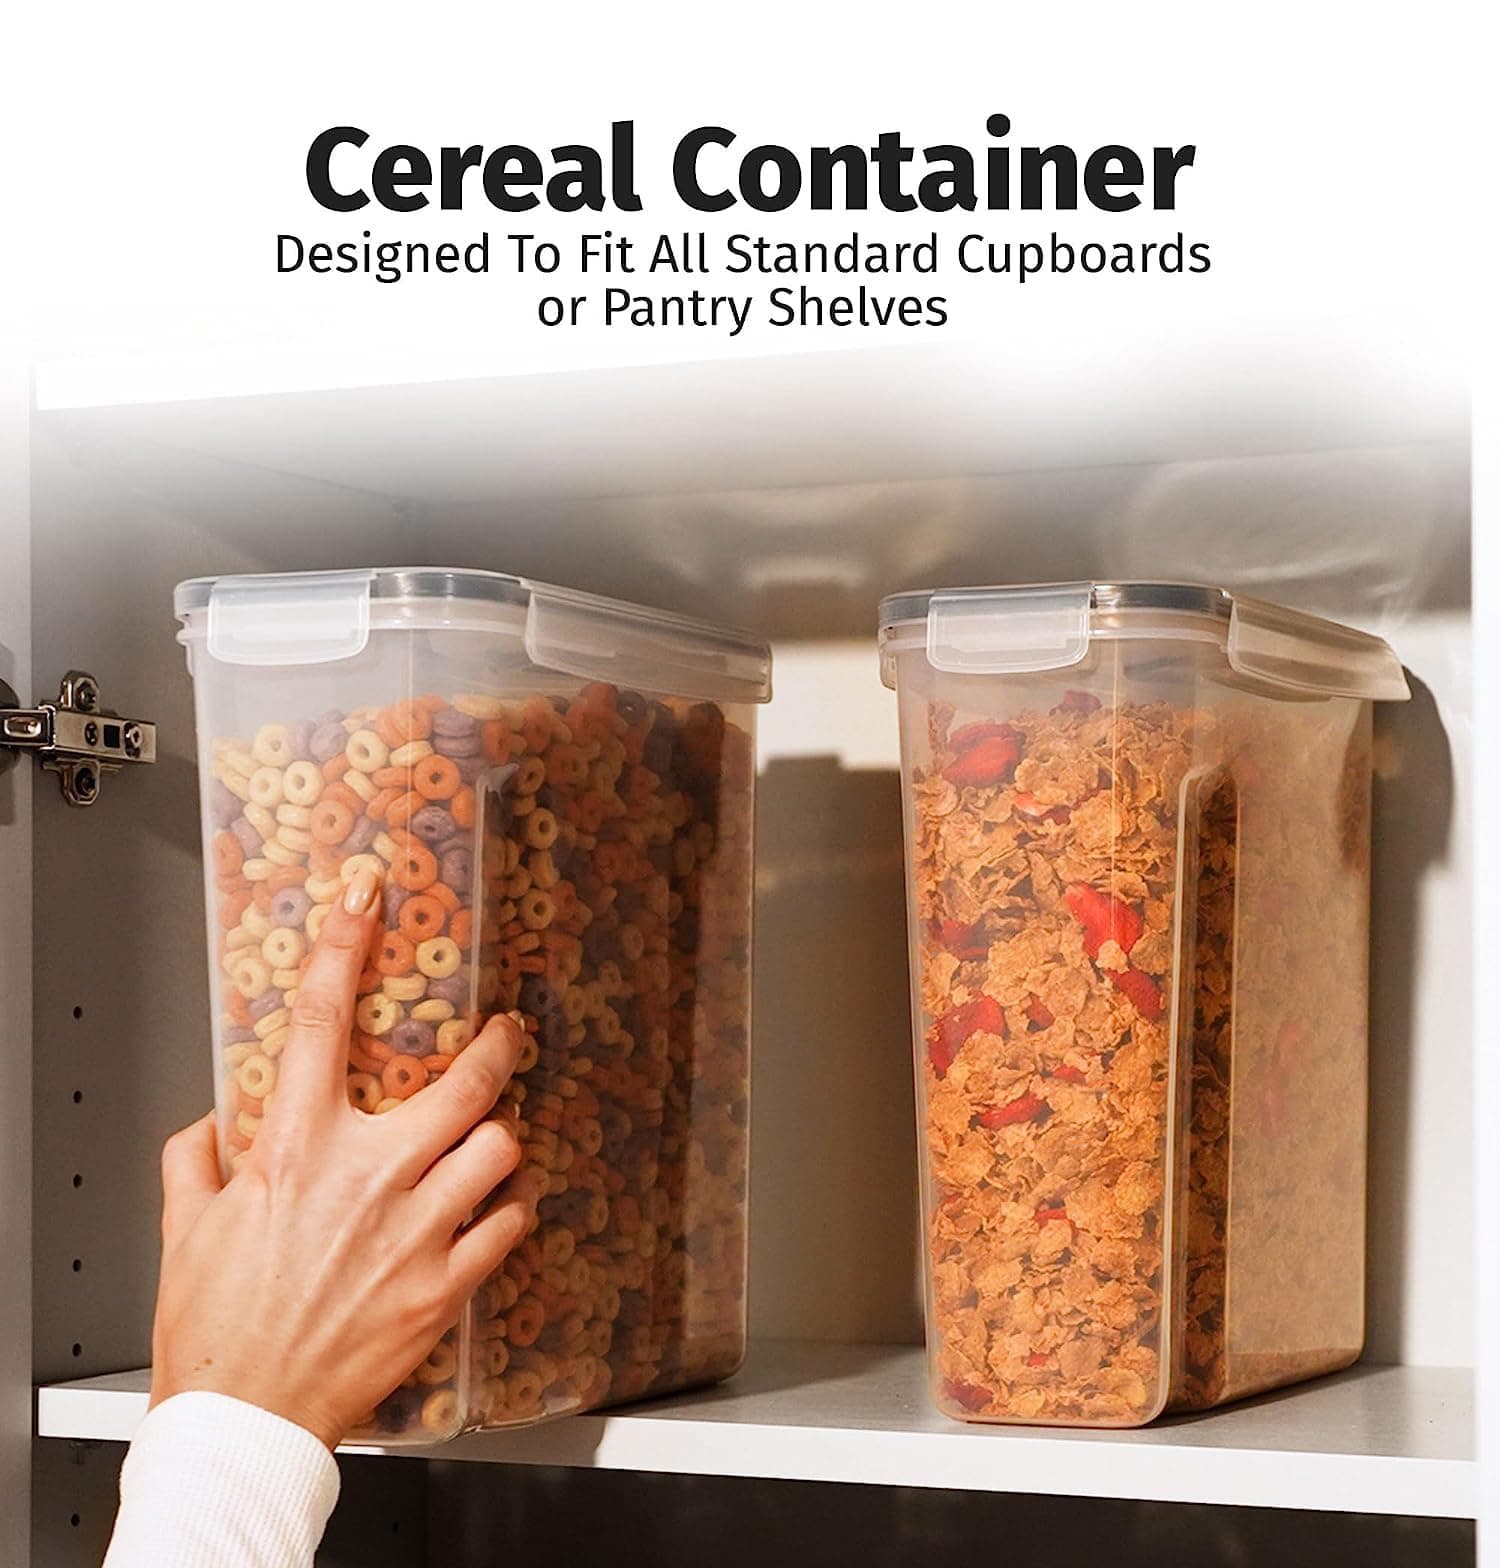 Cereal Container
Designed To Fit All Standard Cupboards
or Pantry Shelves